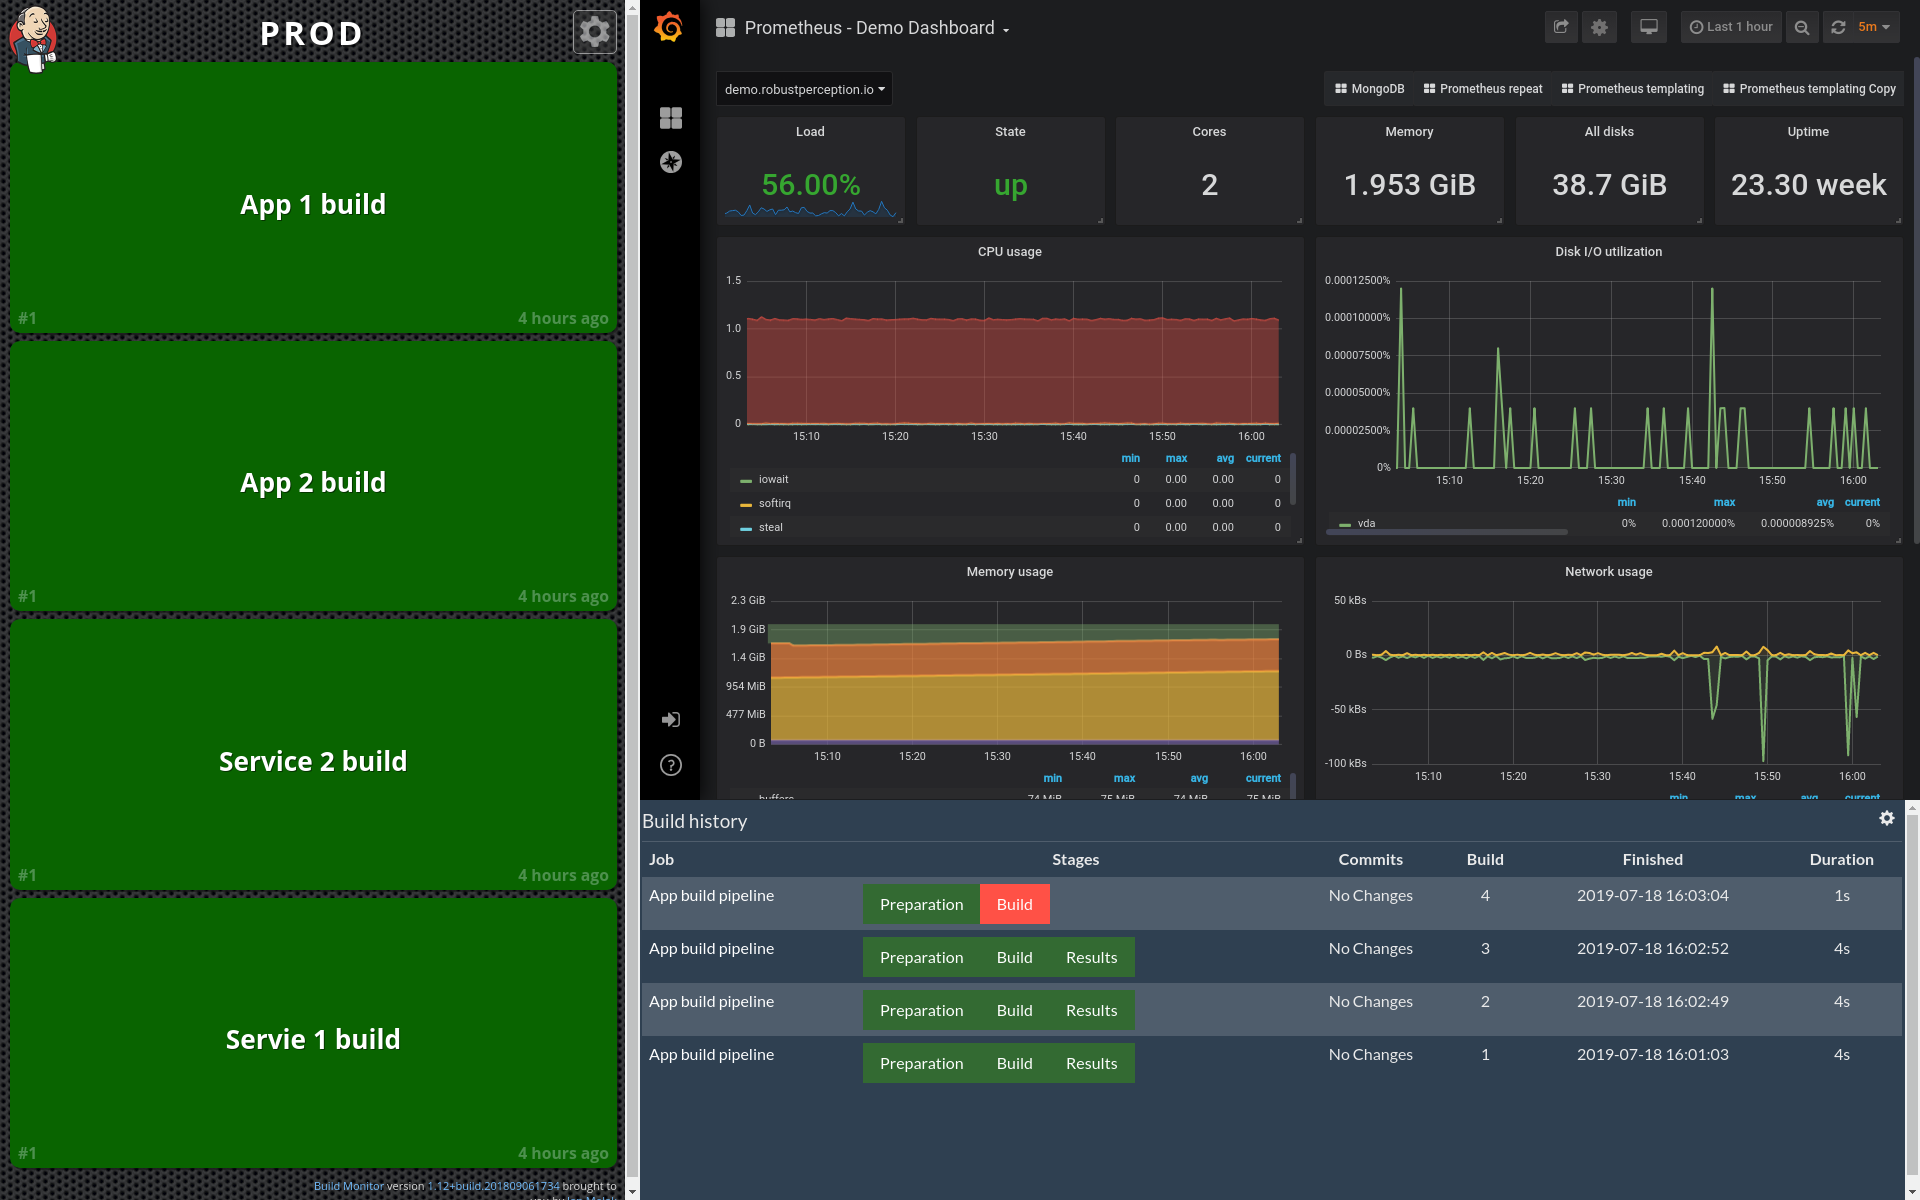 PROD
App 1 build
#1 4 hours ago
App 2 build
#1 4 hours ago
Service 2 build
#1 4 hours ago
Servie 1 build
#1 4 hours ago
Build Monitor version 1.12+build.201809061734 brought to
Prometheus - Demo Dashboard
Last 1 hour
5m
demo.robustperception.io
MongoDB Prometheus repeat Prometheus templating Prometheus templating Copy
Load State Cores Memory All disks Uptime
56.00% up 2 1.953 GiB 38.7 GiB 23.30 week
CPU usage
1.5
1.0
0.5
0
15:10 15:20 15:30 15:40 15:50 16:00
min max avg current
iowait 0 0.00 0.00 0
softirq 0 0.00 0.00 0
steal 0 0.00 0.00 0
Disk I/O utilization
0.00012500%
0.00010000%
0.00007500%
0.00005000%
0.00002500%
0%
15:10 15:20 15:30 15:40 15:50 16:00
min max avg current
vda 0% 0.000120000% 0.000008925% 0%
Memory usage
2.3 GiB
1.9 GiB
1.4 GiB
954 MiB
477 MiB
0 B
15:10 15:20 15:30 15:40 15:50 16:00
min max avg current
buffers 74 MiB 75 MiB 74 MiB 75 MiB
Network usage
50 kBs
0 Bs
-50 kBs
-100 kBs
15:10 15:20 15:30 15:40 15:50 16:00
min max avg current
Build history
Job Stages Commits Build Finished Duration
App build pipeline Preparation Build No Changes 4 2019-07-18 16:03:04 1s
App build pipeline Preparation Build Results No Changes 3 2019-07-18 16:02:52 4s
App build pipeline Preparation Build Results No Changes 2 2019-07-18 16:02:49 4s
App build pipeline Preparation Build Results No Changes 1 2019-07-18 16:01:03 4s